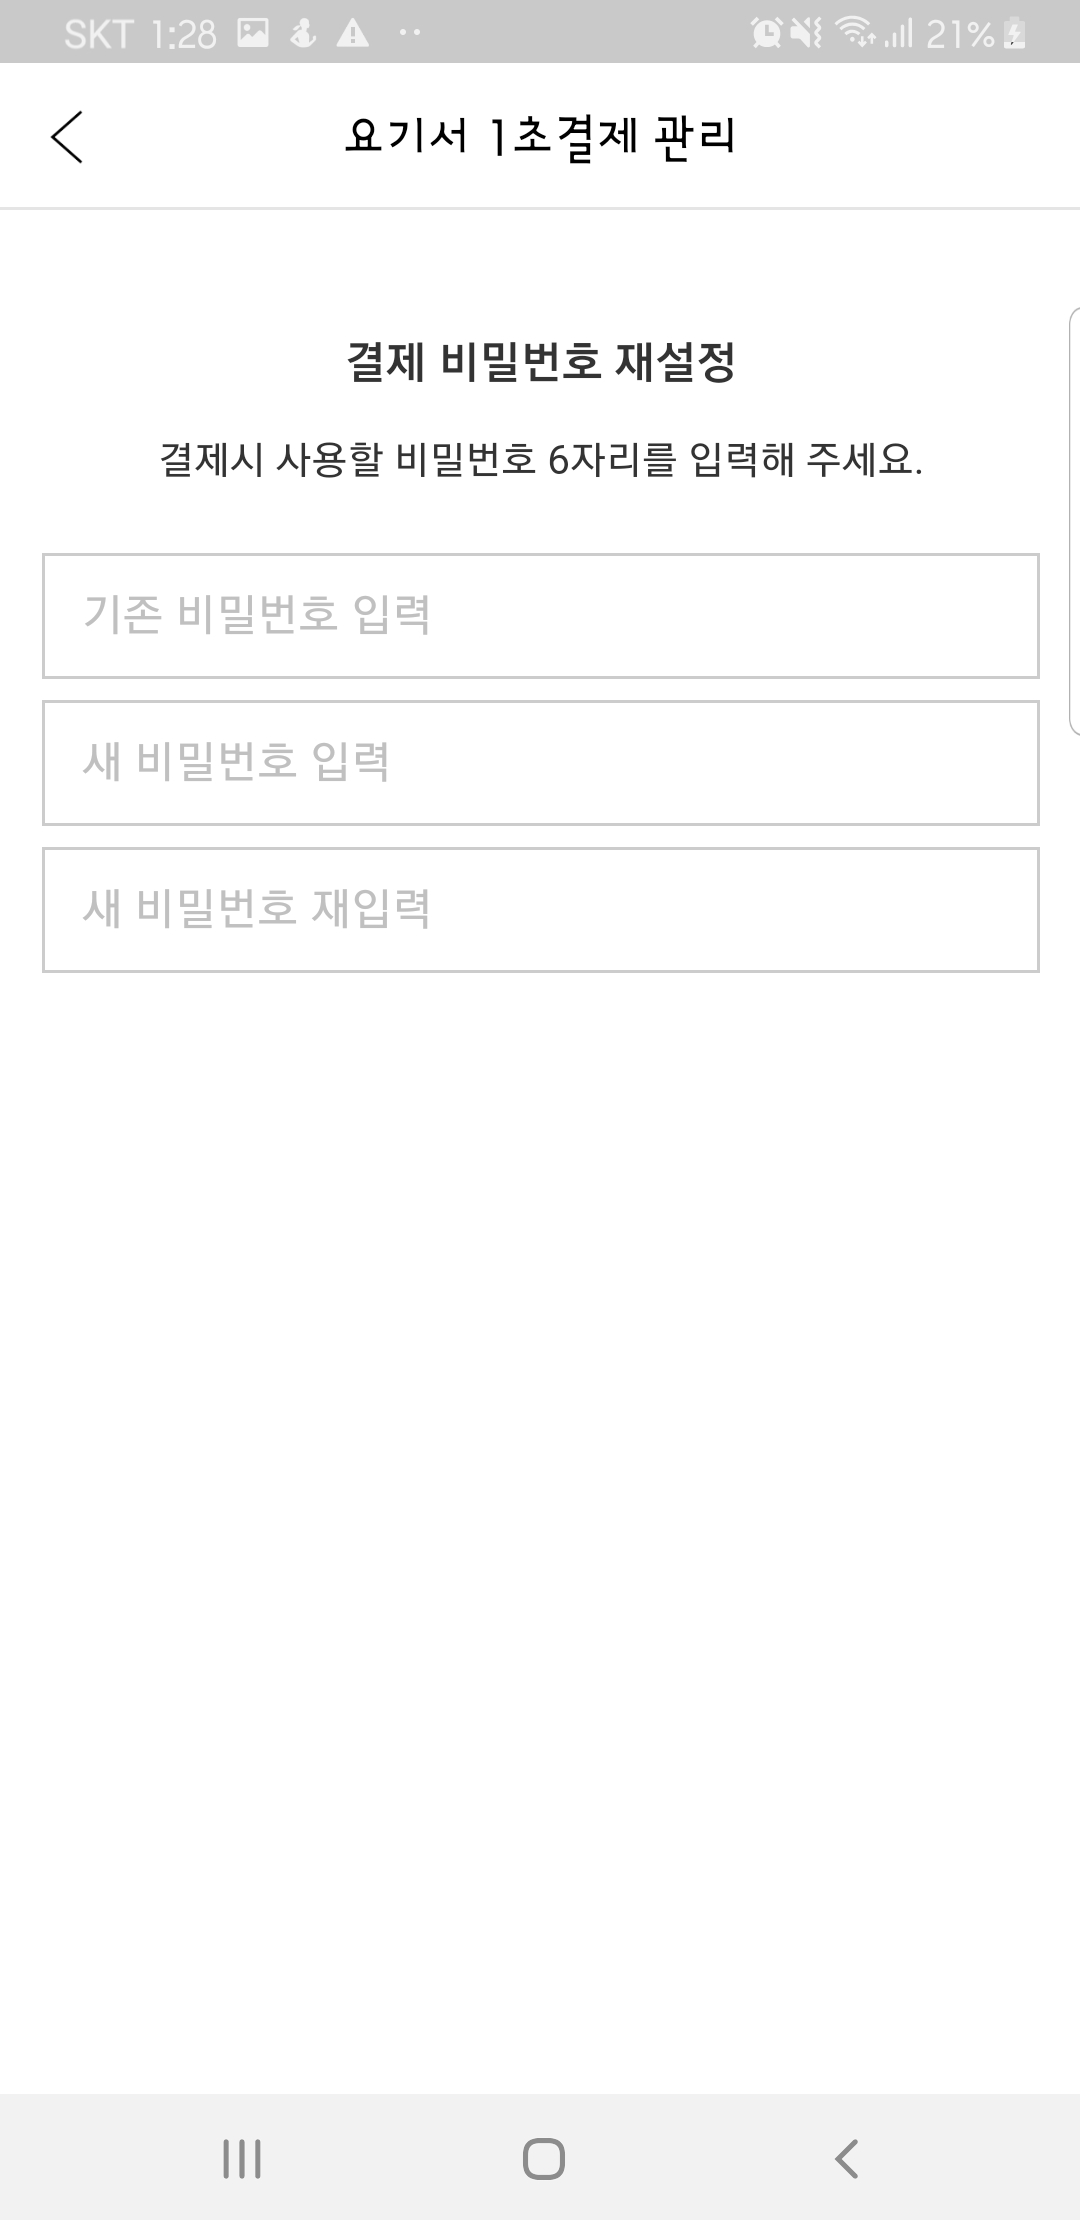 SKT 1:28
21%
요기서 1초결제 관리
결제 비밀번호 재설정
결제시 사용할 비밀번호 6자리를 입력해 주세요.
기존 비밀번호 입력
새 비밀번호 입력
새 비밀번호 재입력